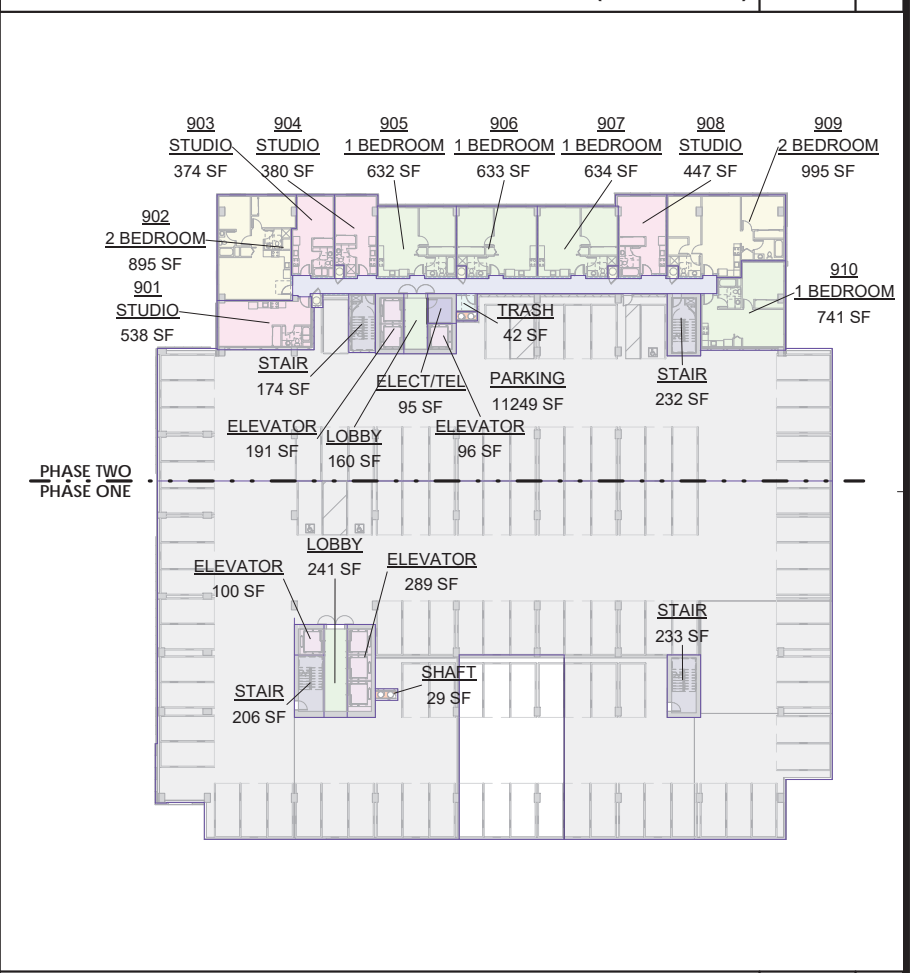 903
STUDIO
374 SF
904
STUDIO
380 SF
905
1 BEDROOM
632 SF
906
1 BEDROOM
633 SF
907
1 BEDROOM
634 SF
908
STUDIO
447 SF
909
2 BEDROOM
995 SF
902
2 BEDROOM
895 SF
901
STUDIO
538 SF
910
1 BEDROOM
741 SF
TRASH
42 SF
STAIR
174 SF
ELECT/TEL
95 SF
PARKING
11249 SF
STAIR
232 SF
ELEVATOR
191 SF
LOBBY
160 SF
ELEVATOR
96 SF
PHASE TWO
PHASE ONE
LOBBY
241 SF
ELEVATOR
100 SF
ELEVATOR
289 SF
STAIR
233 SF
STAIR
206 SF
SHAFT
29 SF